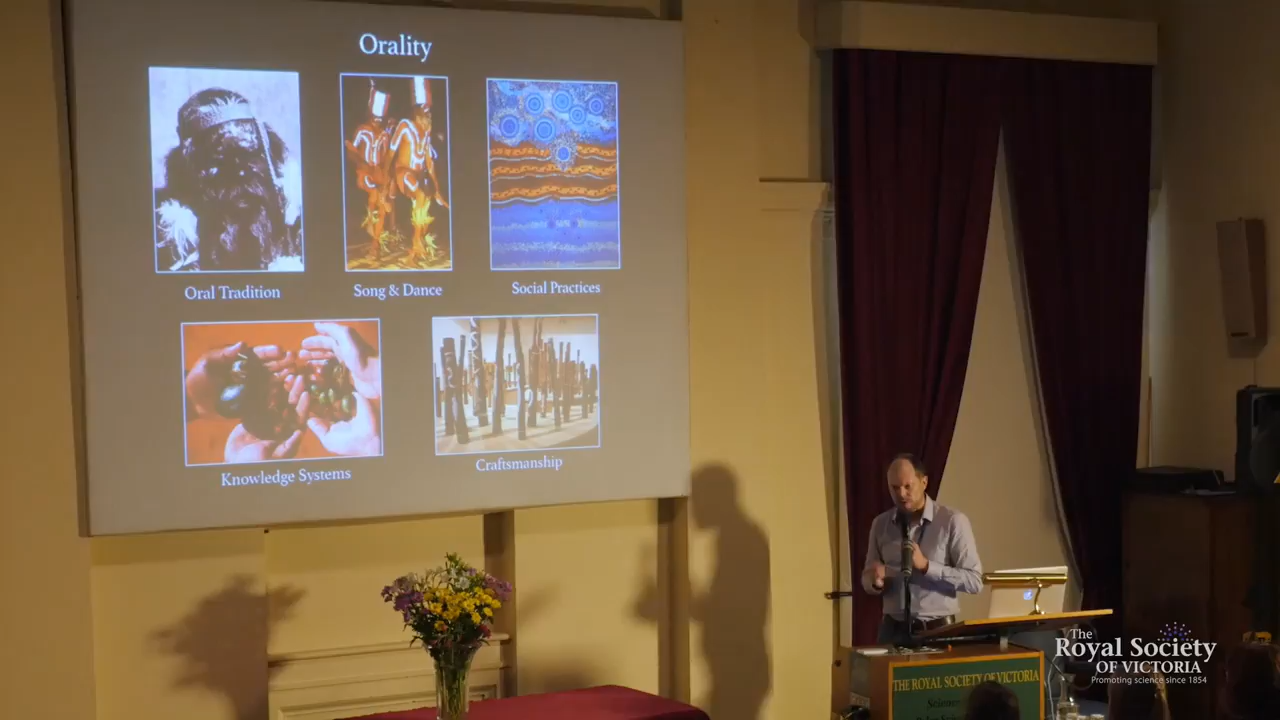 Orality
Oral Tradition
Song & Dance
Social Practices
Knowledge Systems
Craftsmanship
THE ROYAL SOCIETY OF VICTORIA
The
Royal Society
OF VICTORIA
Promoting science since 1854